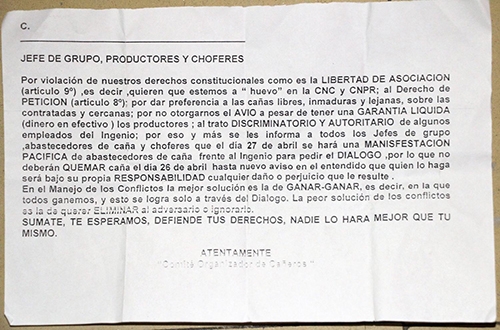 C.
JEFE DE GRUPO, PRODUCTORES Y CHOFERES
Por violación de nuestros derechos constitucionales como es la LIBERTAD DE ASOCIACION
(articulo 9º) ,es decir ,quieren que estemos a " huevo" en la CNC y CNPR; al Derecho de
PETICION (articulo 8º); por dar preferencia a las cañas libres, inmaduras y lejanas, sobre las
contratadas y cercanas; por no otorgarnos el AVIO a pesar de tener una GARANTIA LIQUIDA
(dinero en efectivo ) los productores ; al trato DISCRIMINATORIO Y AUTORITARIO de algunos
empleados del Ingenio; por eso y más se les informa a todos los Jefes de grupo
,abastecedores de caña y choferes que el dia 27 de abril se hará una MANISFESTACION
PACIFICA de abastecedores de caña frente al Ingenio para pedir el DIALOGO ,por lo que no
deberán QUEMAR caña el dia 26 de abril hasta nuevo aviso en el entendido que quien lo haga
será bajo su propia RESPONSABILIDAD cualquier daño o perjuicio que le resulte .
En el Manejo de los Conflictos la mejor solución es la de GANAR-GANAR, es decir, en la que
todos ganemos, y esto se logra solo a través del Dialogo. La peor solución de los conflictos
es la de querer ELIMINAR al adversario o ignorarlo.
SUMATE, TE ESPERAMOS, DEFIENDE TUS DERECHOS, NADIE LO HARA MEJOR QUE TU
MISMO.
ATENTAMENTE
"Comité Organizador de Cañeros "